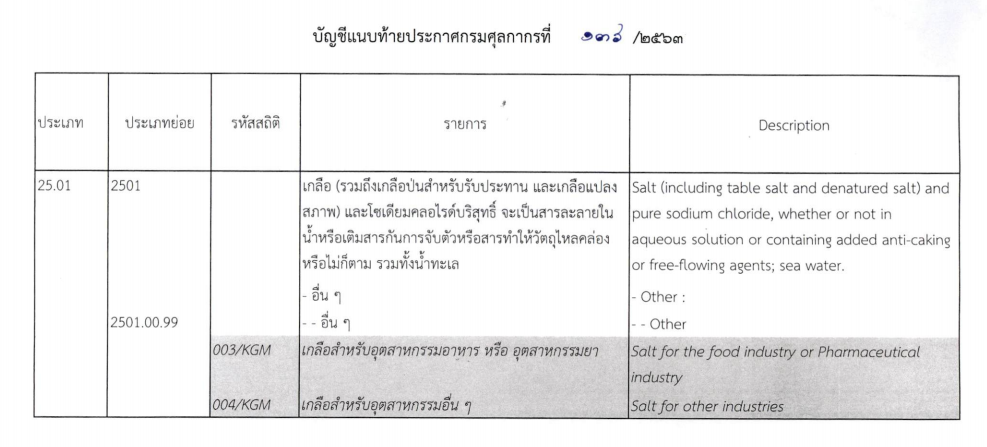 บัญชีแนบท้ายประกาศกรมศุลกากรที่ ๑๓๖ /๒๕๖๓
ประเภท ประเภทย่อย รหัสถิติ รายการ Description
25.01 2501 เกลือ (รวมถึงเกลือป่นสำหรับรับประทาน และเกลือแปลง Salt (including table salt and denatured salt) and
สภาพ) และโซเดียมคลอไรด์บริสุทธิ์ จะเป็นสารละลายใน pure sodium chloride, whether or not in
น้ำหรือเติมสารกันการจับตัวหรือสารทำให้วัตถุไหลคล่อง aqueous solution or containing added anti-caking
หรือไม่ก็ตาม รวมทั้งน้ำทะเล or free-flowing agents; sea water.
- อื่น ๆ - Other :
2501.00.99 - - อื่น ๆ - - Other
003/KGM เกลือสำหรับอุตสาหกรรมอาหาร หรือ อุตสาหกรรมยา Salt for the food industry or Pharmaceutical
industry
004/KGM เกลือสำหรับอุตสาหกรรมอื่น ๆ Salt for other industries